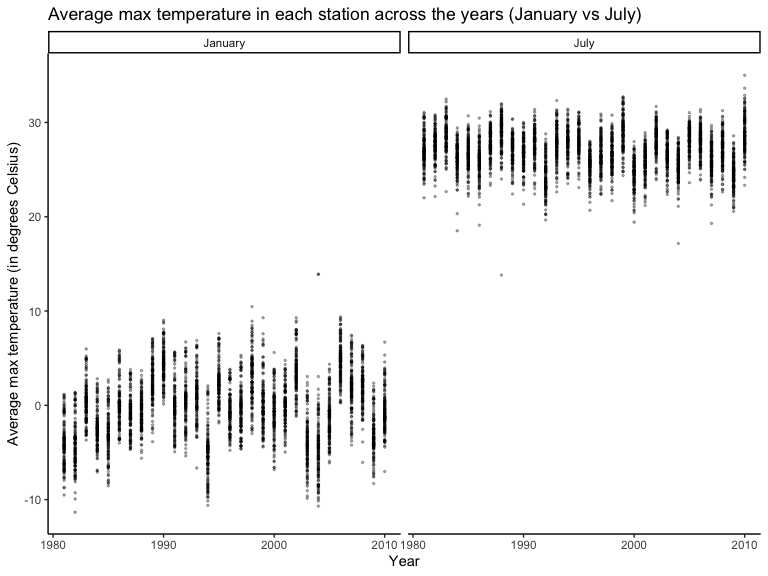 Average max temperature in each station across the years (January vs July)
January
July
Average max temperature (in degrees Celsius)
30
20
10
0
-10
1980
1990
2000
2010
1980
1990
2000
2010
Year